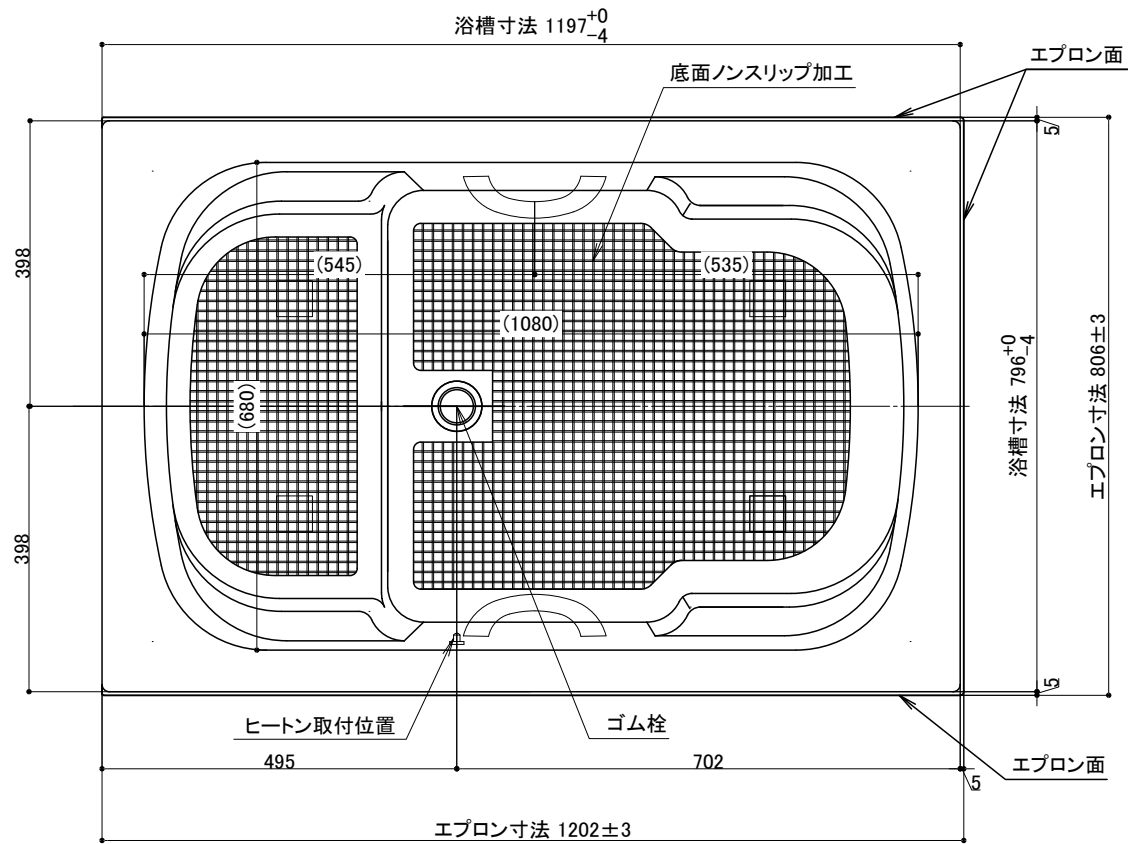 浴槽寸法 1197+0-4
エプロン面
底面ノンスリップ加工
5
398
(545)
(535)
(1080)
浴槽寸法 796+0-4
エプロン寸法 806±3
(680)
398
5
ヒートン取付位置
ゴム栓
エプロン面
495
702
5
エプロン寸法 1202±3